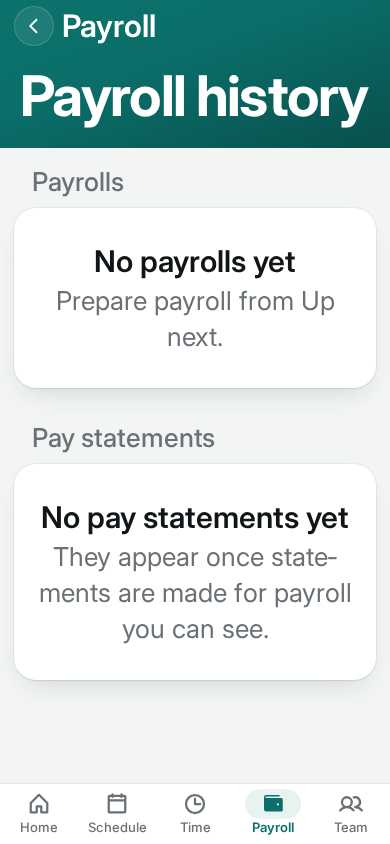 Payroll
Payroll history
Payrolls
No payrolls yet
Prepare payroll from Up
next.
Pay statements
No pay statements yet
They appear once state-
ments are made for payroll
you can see.
Home
Schedule
Time
Payroll
Team